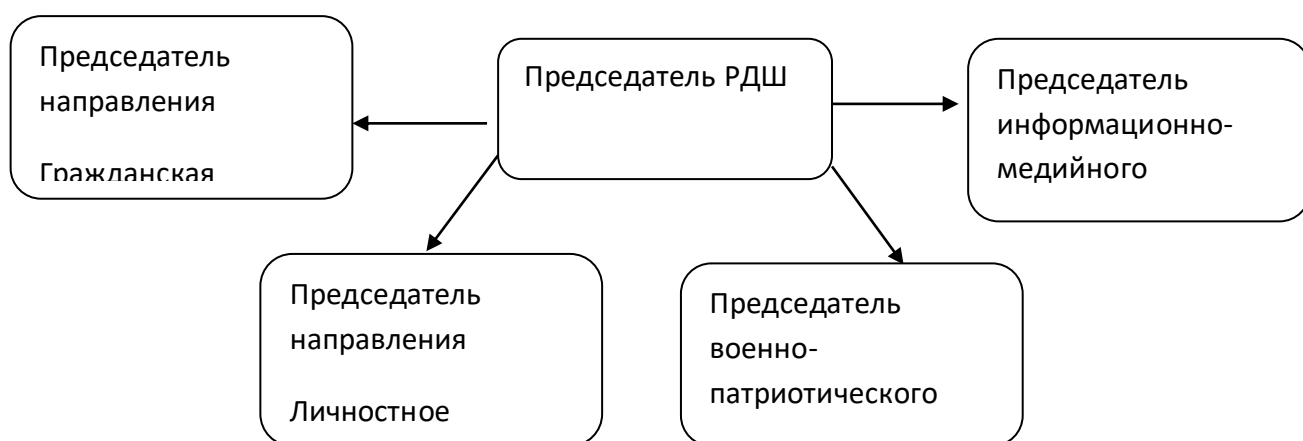 Председатель
направления
Гражданская
Председатель РДШ
Председатель
информационно-
медийного
Председатель
направления
Личностное
Председатель
военно-
патриотического